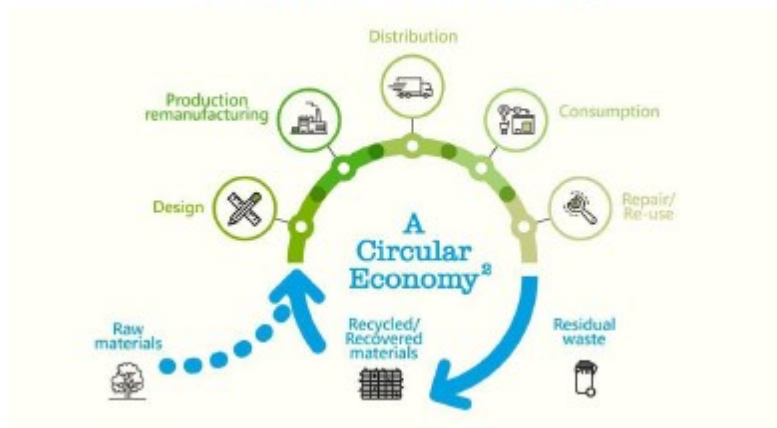 Distribution
Production
remanufacturing
Consumption
Design
Repair/
Re-use
A
Circular
Economy²
Raw
materials
Recycled/
Recovered
materials
Residual
waste